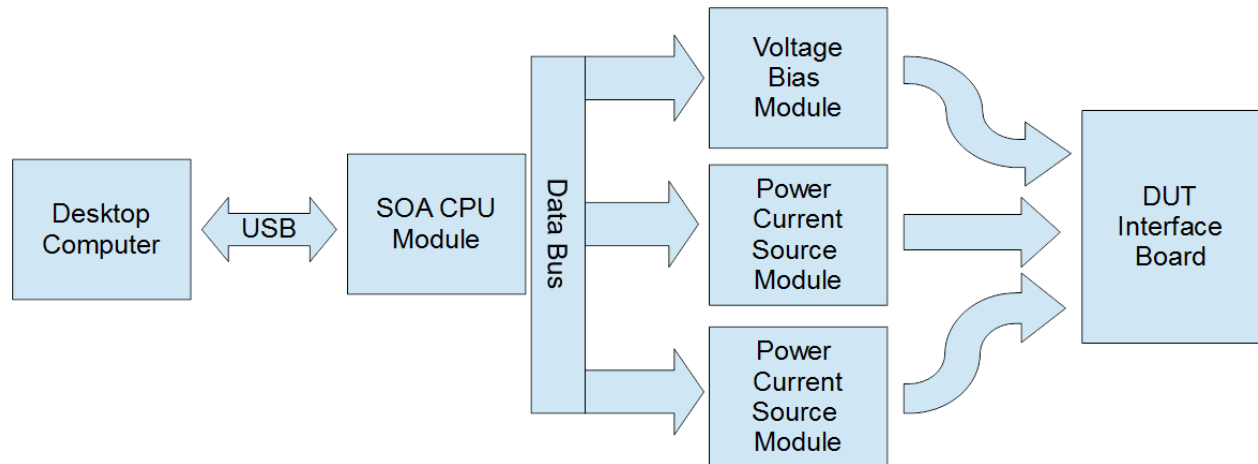 Desktop
Computer
USB
SOA CPU
Module
Data Bus
Voltage
Bias
Module
Power
Current
Source
Module
Power
Current
Source
Module
DUT
Interface
Board